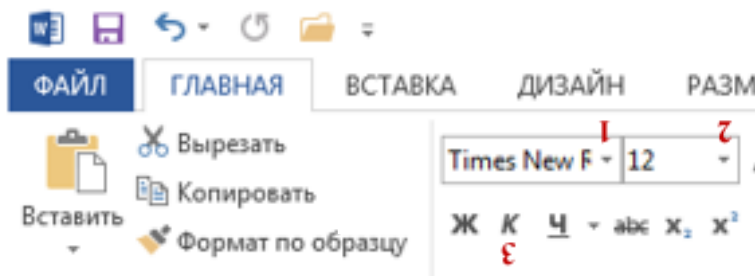 ФАЙЛ ГЛАВНАЯ ВСТАВКА ДИЗАЙН РАЗМ
1 2
Вырезать
Times New R 12
Копировать
Вставить
Ж К Ч abc x₂ x²
Формат по образцу
3